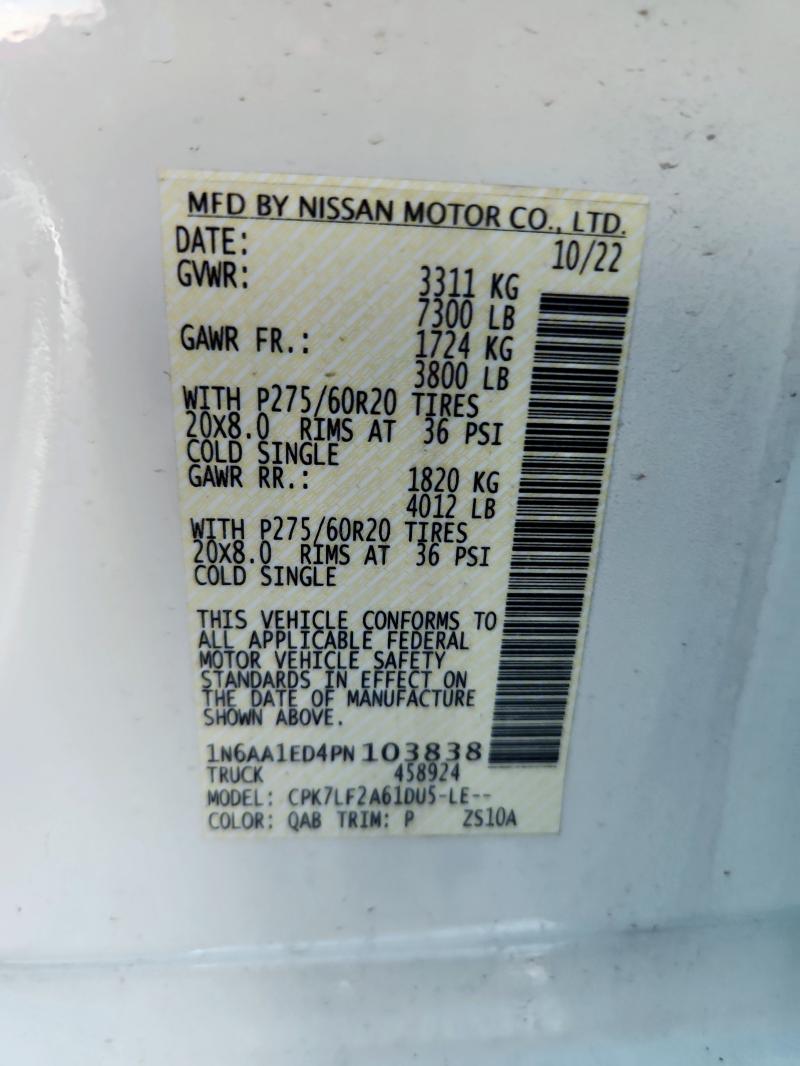 MFD BY NISSAN MOTOR CO., LTD.
DATE: 10/22
GVWR: 3311 KG
7300 LB
GAWR FR.: 1724 KG
3800 LB
WITH P275/60R20 TIRES
20X8.0 RIMS AT 36 PSI
COLD SINGLE
GAWR RR.: 1820 KG
4012 LB
WITH P275/60R20 TIRES
20X8.0 RIMS AT 36 PSI
COLD SINGLE
THIS VEHICLE CONFORMS TO
ALL APPLICABLE FEDERAL
MOTOR VEHICLE SAFETY
STANDARDS IN EFFECT ON
THE DATE OF MANUFACTURE
SHOWN ABOVE.
1N6AA1ED4PN103838
TRUCK 458924
MODEL: CPK7LF2A61DU5-LE--
COLOR: QAB TRIM: P ZS10A